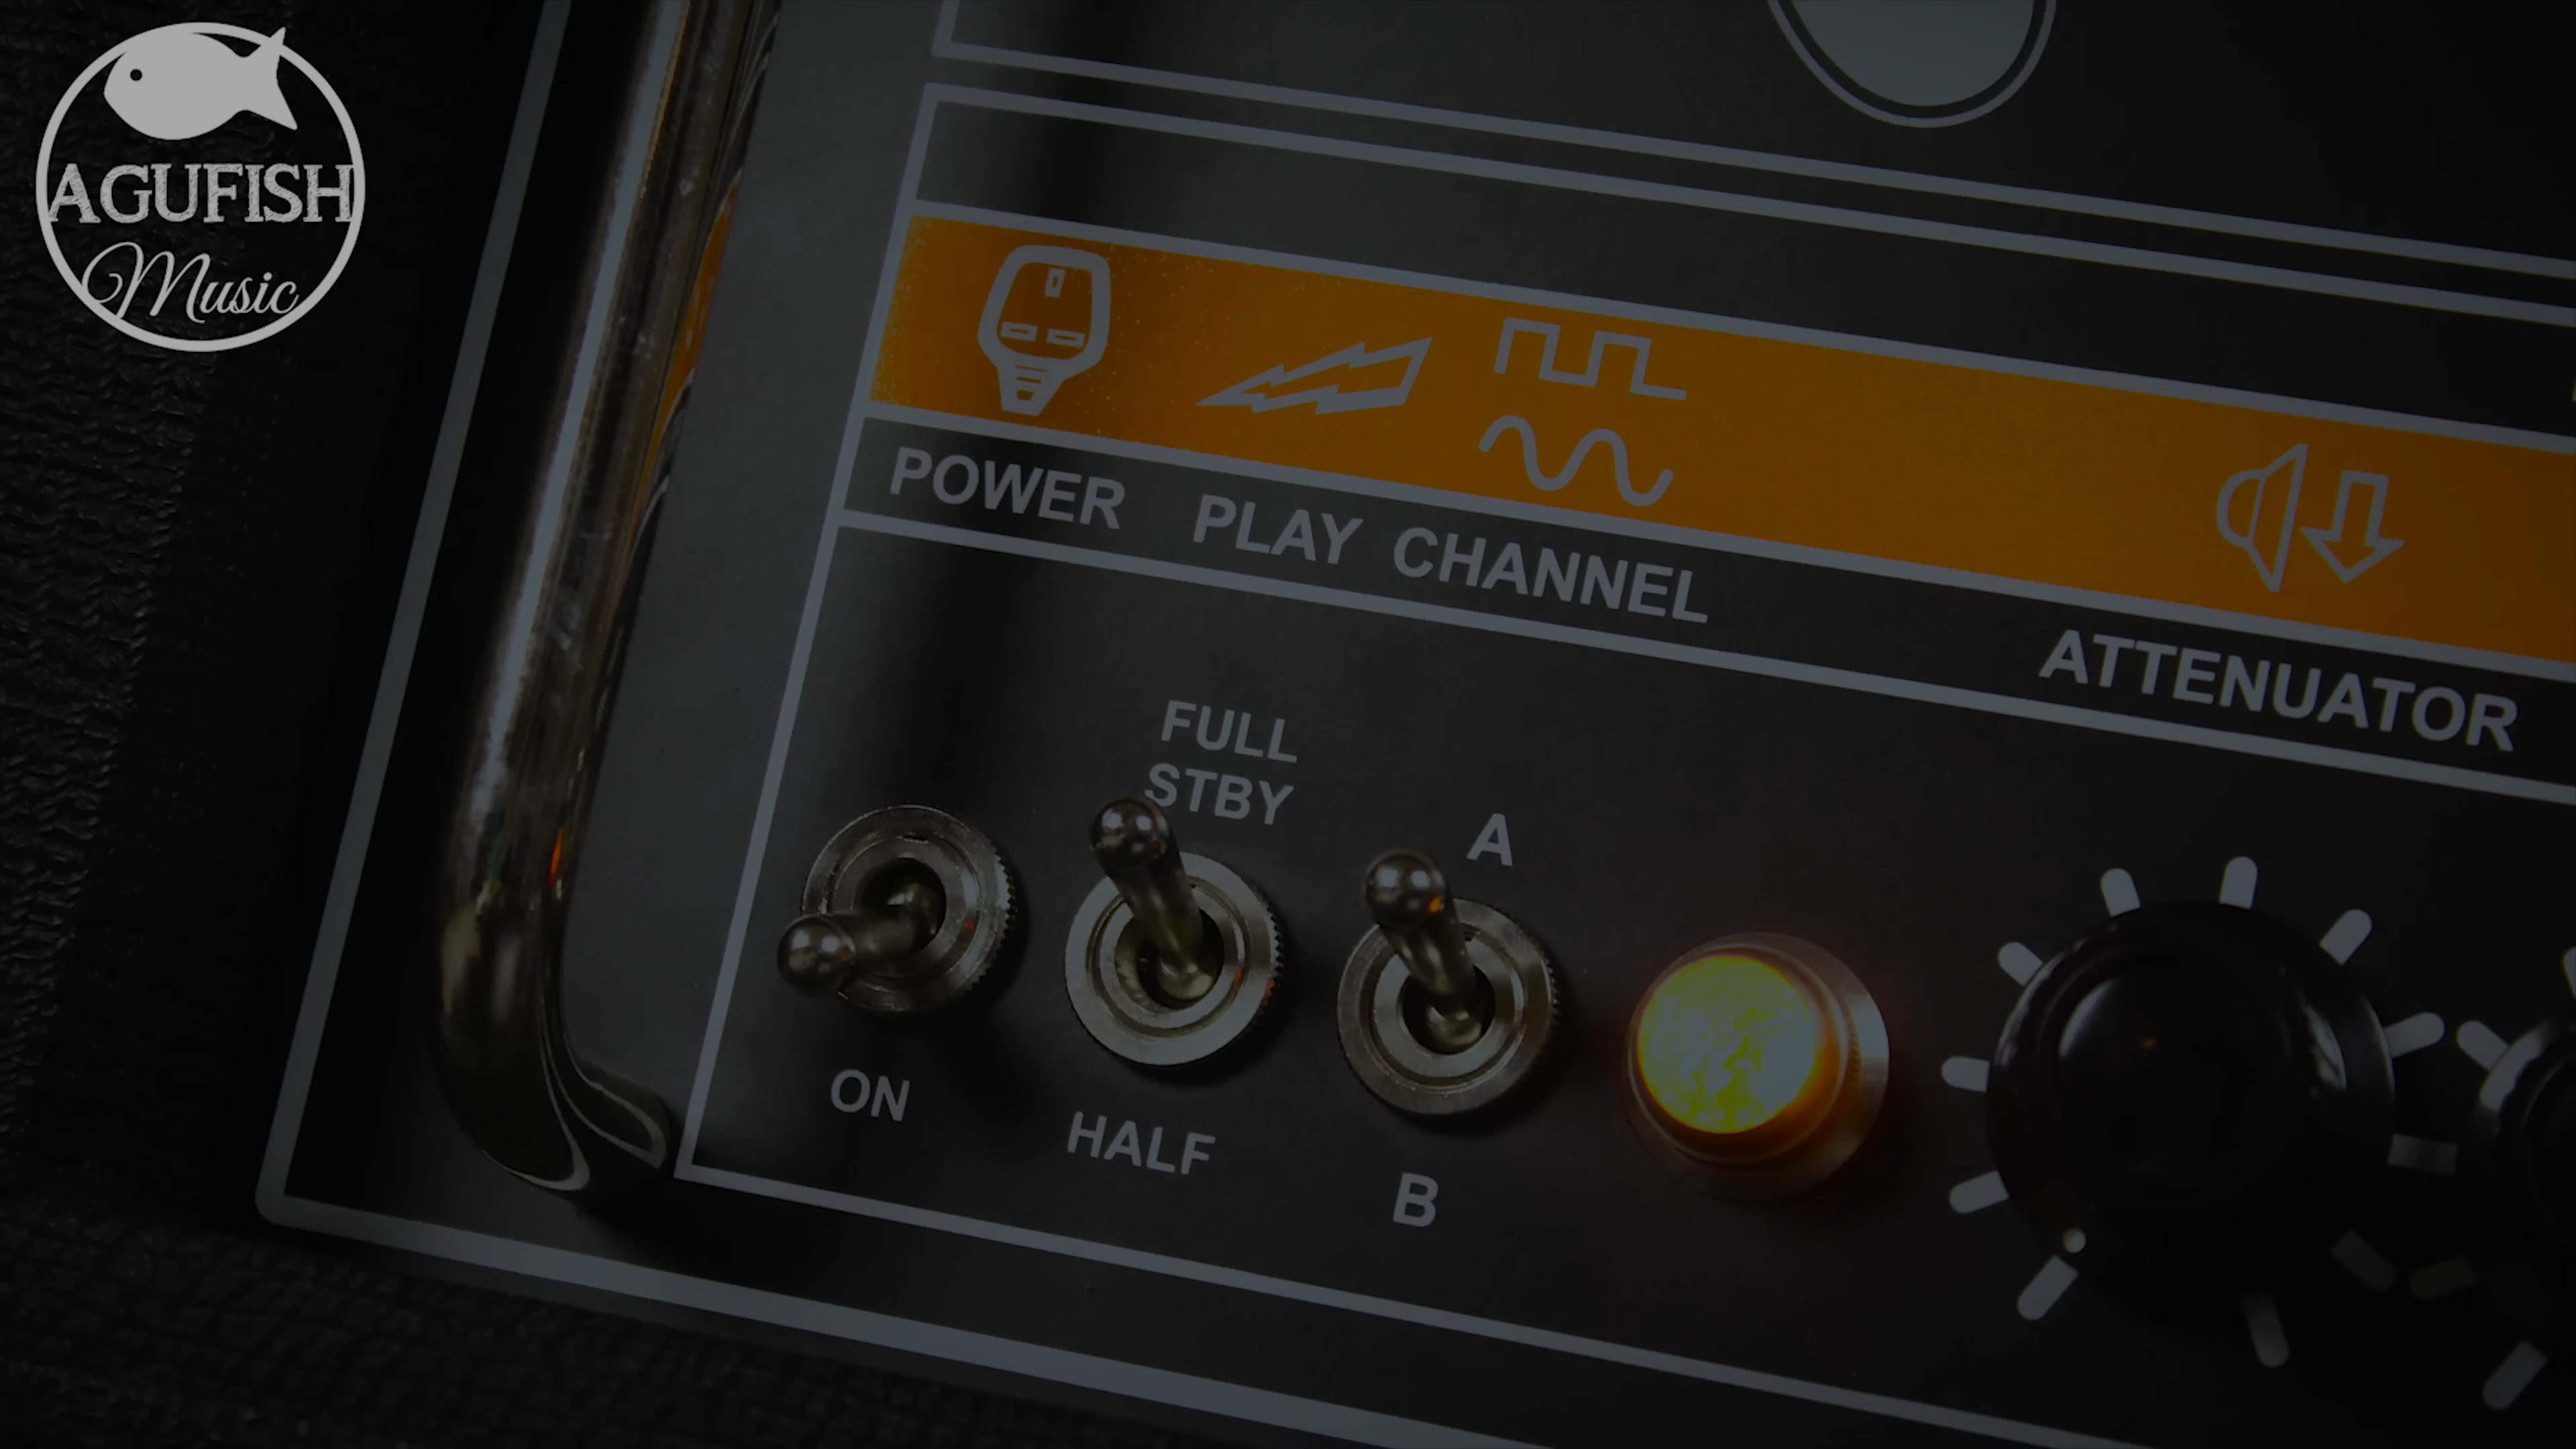 AGUFISH
Music
POWER PLAY CHANNEL
ATTENUATOR
FULL
STBY
A
ON
HALF
B